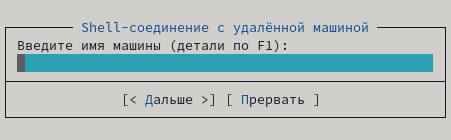 Shell-соединение с удалённой машиной
Введите имя машины (детали по F1):
[< Дальше >] [ Прервать ]